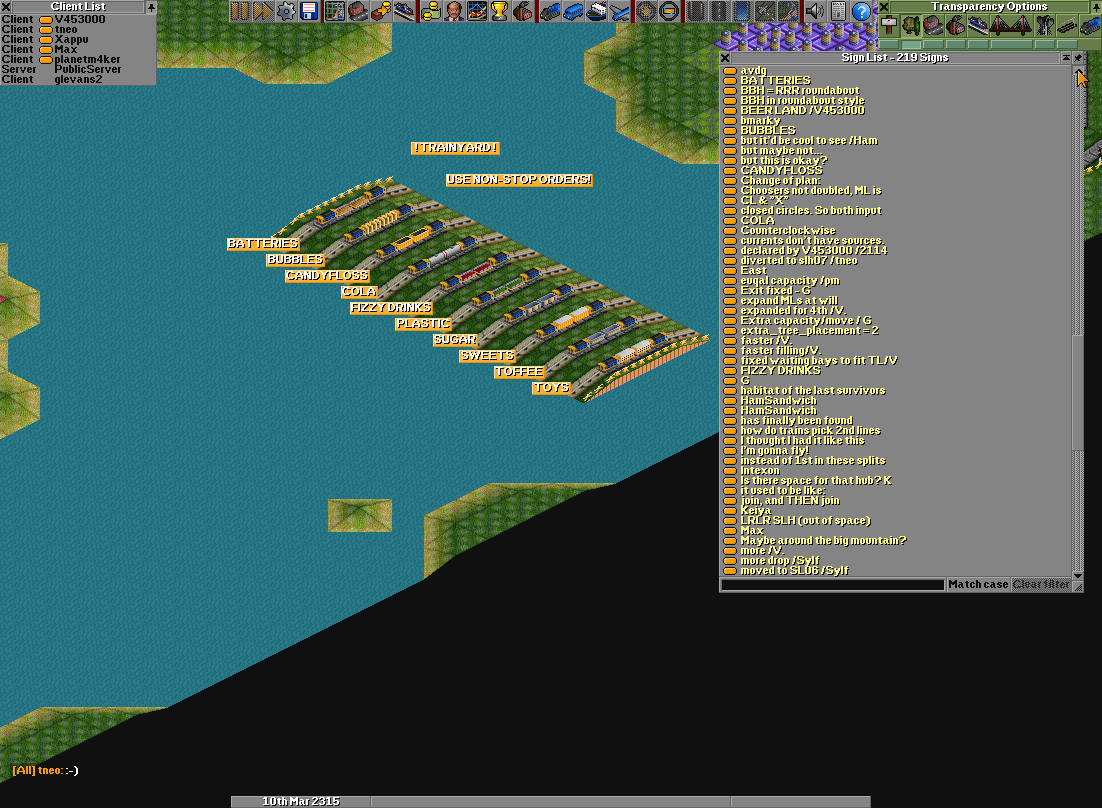 Client List
Client V453000
Client tneo
Client Xappu
Client Max
Client planetm4ker
Server PublicServer
Client glevans2
Transparency Options
Sign List - 219 Signs
avdg
BATTERIES
BBH = RRR roundabout
BBH in roundabout style
BEER LAND /V453000
bmarky
BUBBLES
but it'd be cool to see /Ham
but maybe not...
but this is okay?
CANDYFLOSS
Change of plan:
Choosers not doubled, ML is
CL & "X"
closed circles. So both input
COLA
Counterclockwise
currents don't have sources
declared by V453000 /2114
diverted to slh07 /tneo
East
euqal capacity /pm
Exit fixed - G
expand MLs at will
expanded for 4th /V.
Extra capacity/move / G
extra_tree_placement = 2
faster /V.
faster filling/V.
fixed waiting bays to fit TL/V
FIZZY DRINKS
G
habitat of the last survivors
HamSandwich
HamSandwich
has finally been found
how do trains pick 2nd lines
I thought I had it like this
I'm gonna fly!
instead of 1st in these splits
Intexon
Is there space for that hub? K
it used to be like:
join, and THEN join
Keiya
LRLR SLH (out of space)
Max
Maybe around the big mountain?
more /V.
more drop /Sylf
moved to SL06 /Sylf
Match case Clear filter
! TRAINYARD !
USE NON-STOP ORDERS!
BATTERIES
BUBBLES
CANDYFLOSS
COLA
FIZZY DRINKS
PLASTIC
SUGAR
SWEETS
TOFFEE
TOYS
[All] tneo: :-)
10th Mar 2315